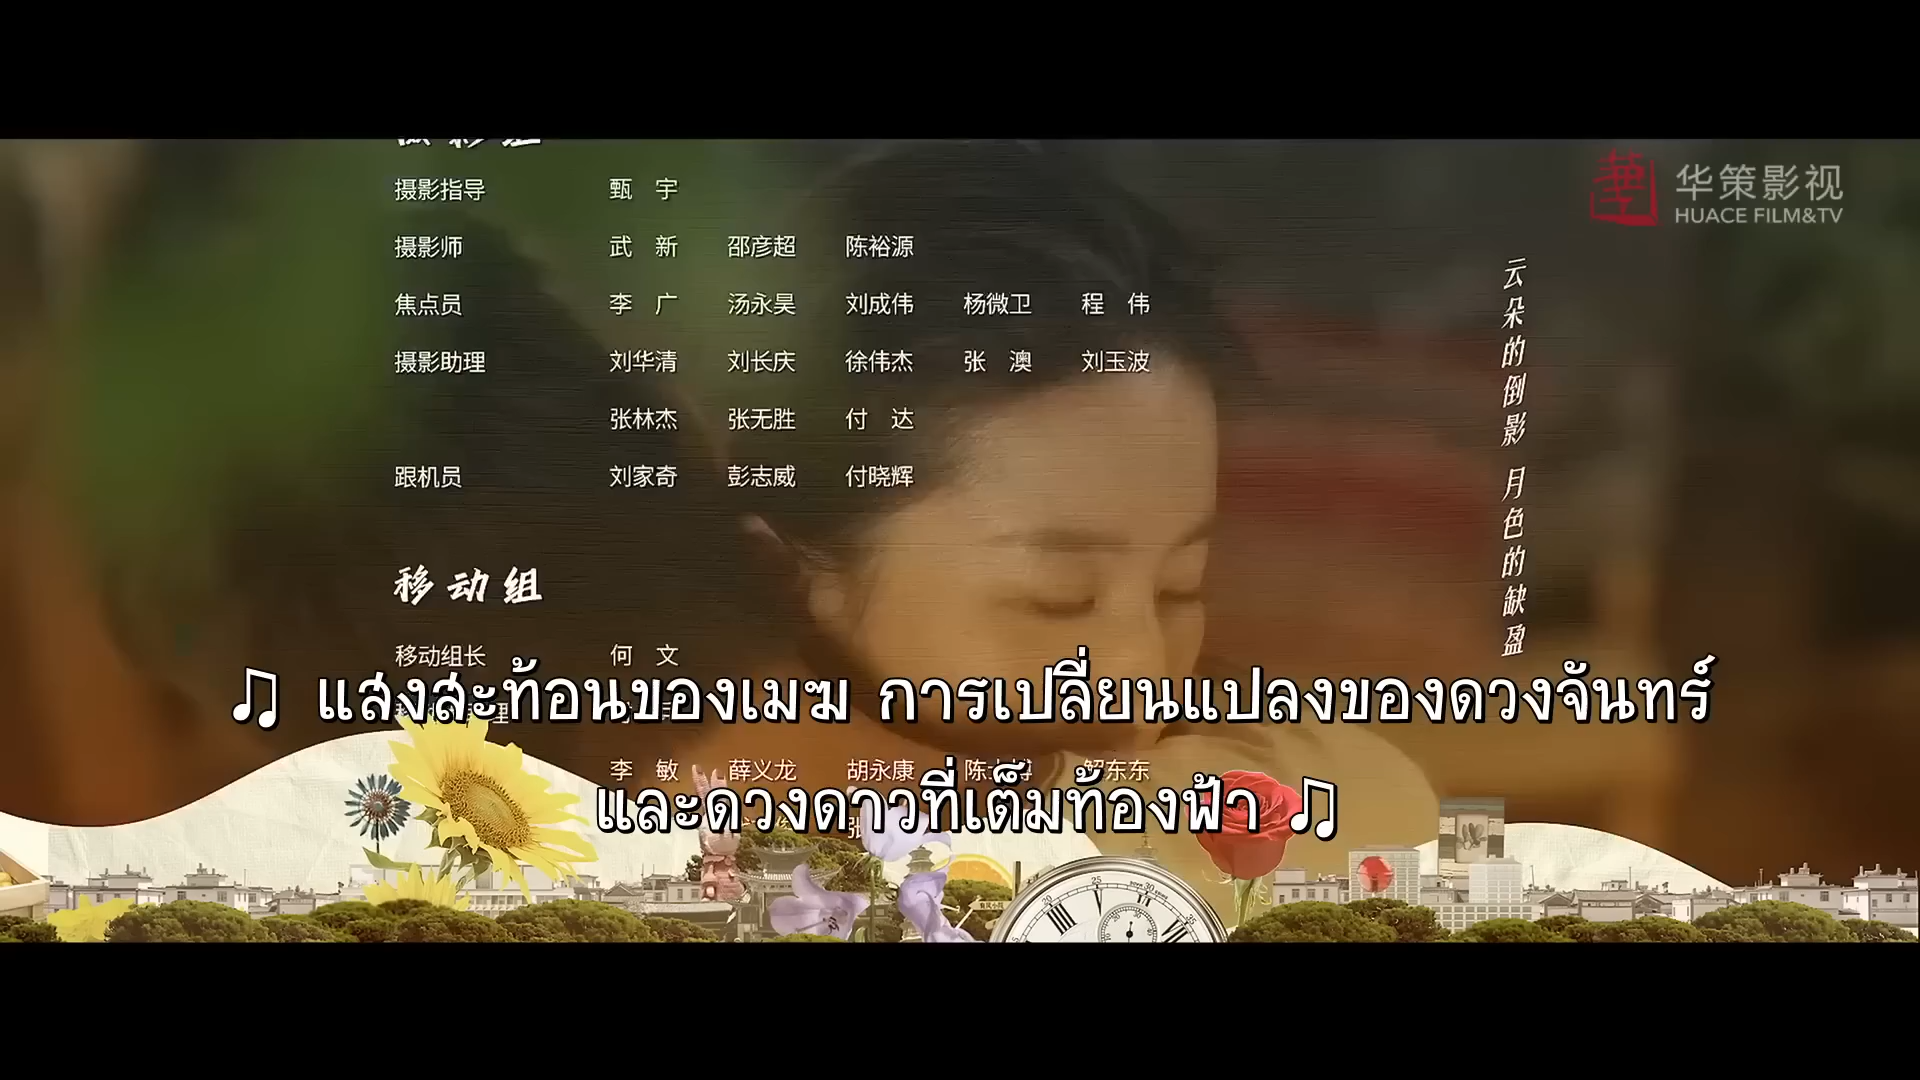 华策影视
HUACE FILM&TV
摄影指导 甄 宇
摄影师 武 新 邵彦超 陈裕源
焦点员 李 广 汤永昊 刘成伟 杨微卫 程 伟
摄影助理 刘华清 刘长庆 徐伟杰 张 澳 刘玉波
张林杰 张无胜 付 达
跟机员 刘家奇 彭志威 付晓辉
移动组
移动组长 何 文
李 敏 薛义龙 胡永康
云朵的倒影 月色的缺盈
♫ แสงสะท้อนของเมฆ การเปลี่ยนแปลงของดวงจันทร์
และดวงดาวที่เต็มท้องฟ้า ♫